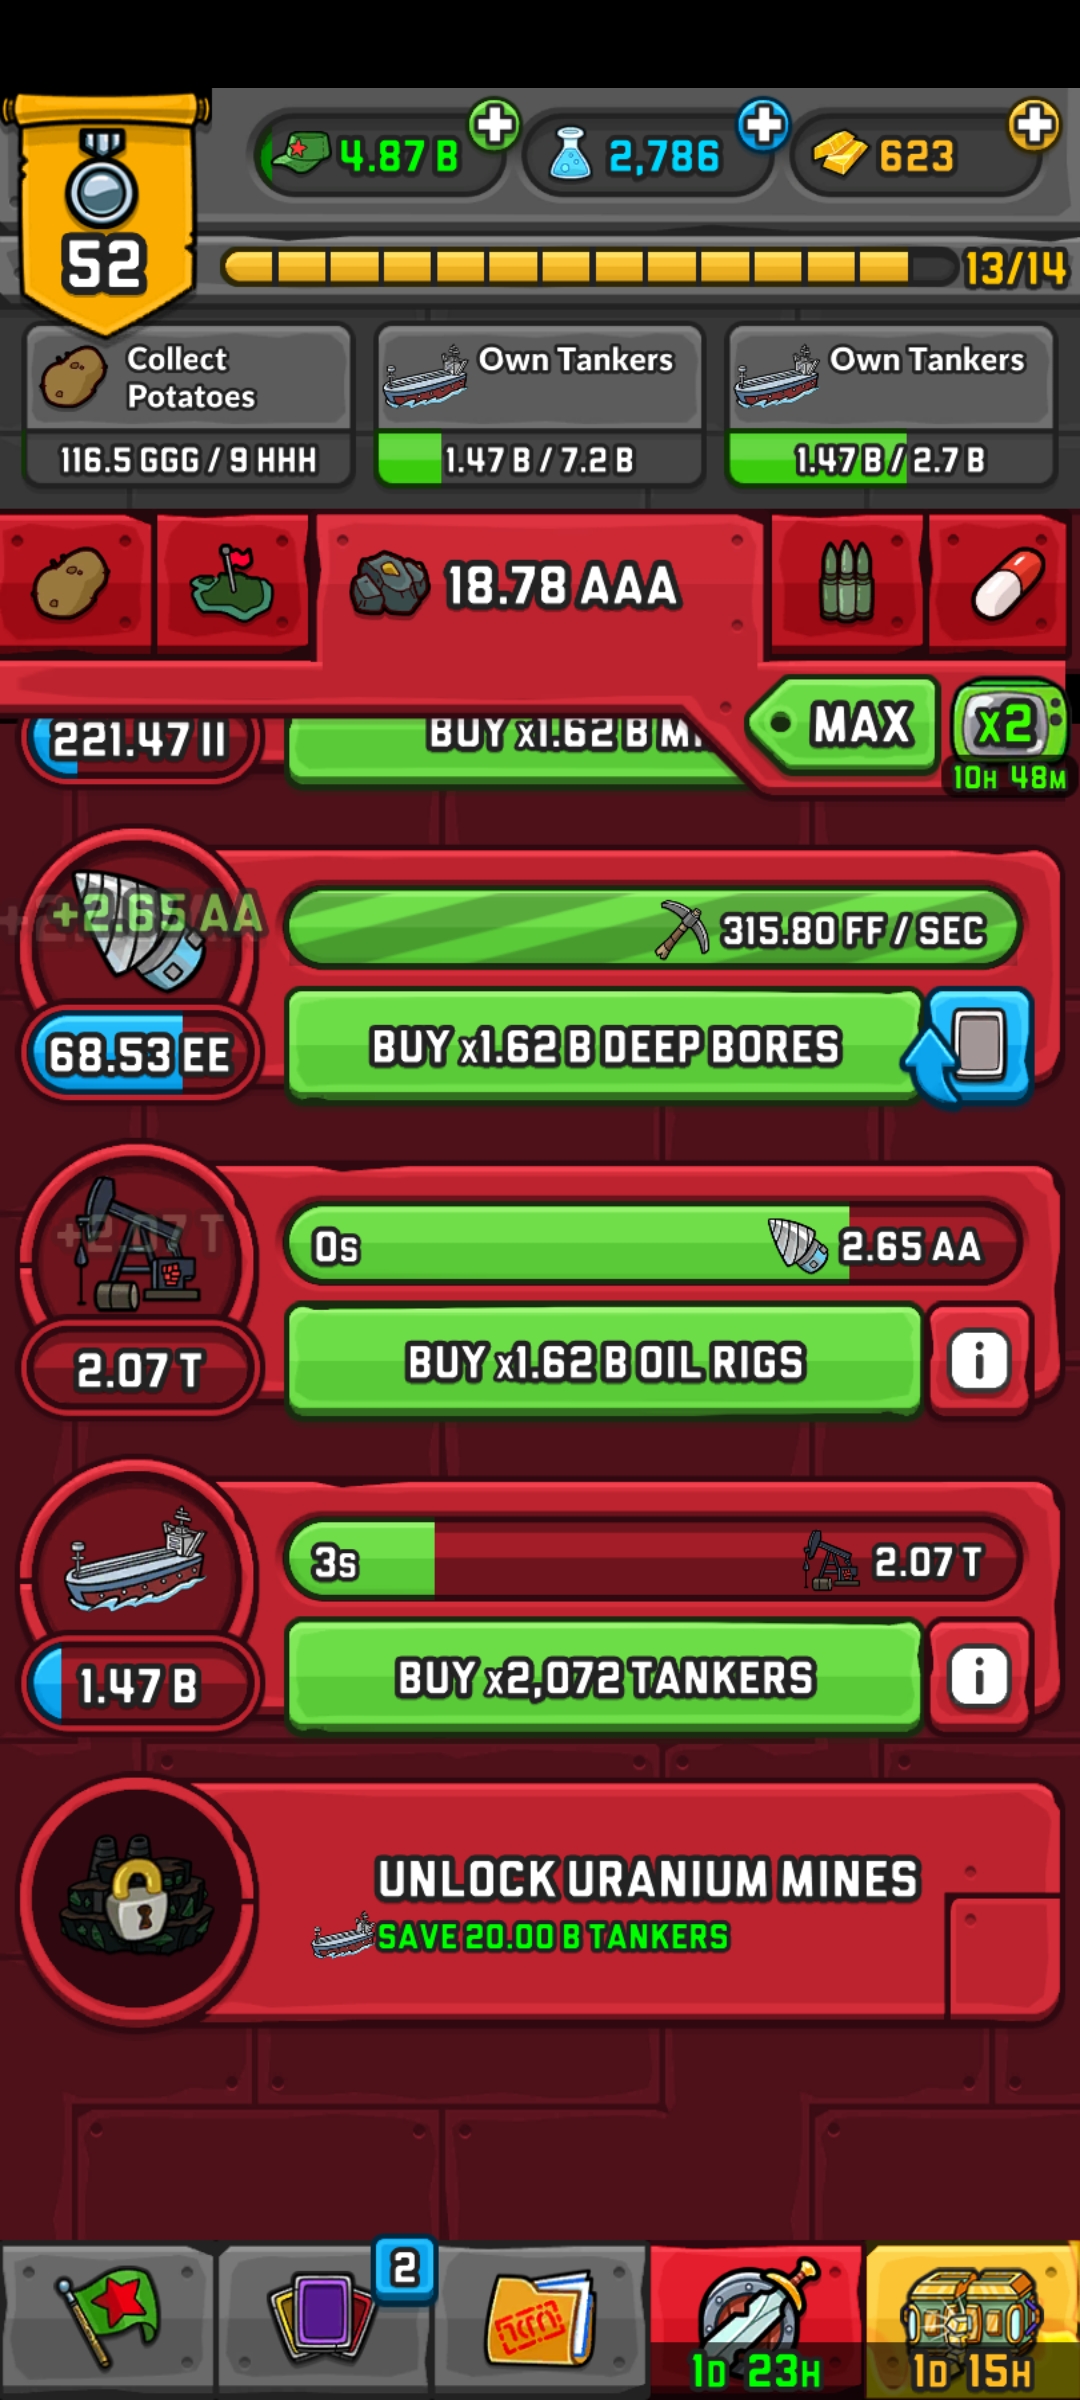 4.87 B
2,786
623
52
13/14
Collect
Potatoes
Own Tankers
Own Tankers
116.5 GGG / 9 HHH
1.47 B / 7.2 B
1.47 B / 2.7 B
18.78 AAA
MAX
x2
10H 48M
221.47 II
BUY x1.62 B
+2.65 AA
315.80 FF / SEC
68.53 EE
BUY x1.62 B DEEP BORES
+2.07 T
0s
2.65 AA
2.07 T
BUY x1.62 B OIL RIGS
3s
2.07 T
1.47 B
BUY x2,072 TANKERS
UNLOCK URANIUM MINES
SAVE 20.00 B TANKERS
2
1D 23H
1D 15H